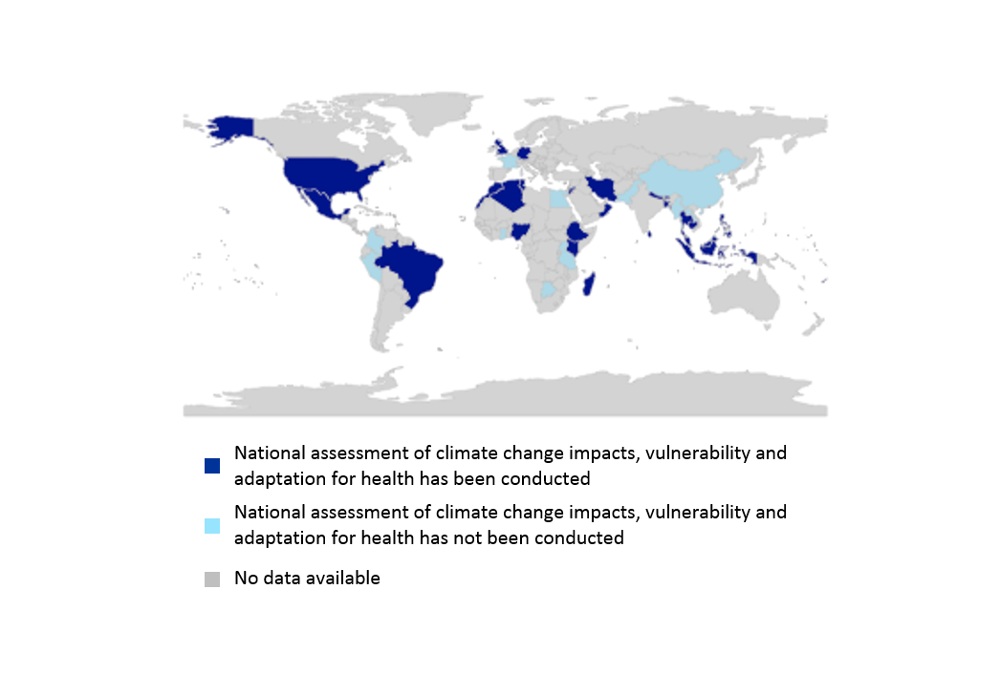 National assessment of climate change impacts, vulnerability and
adaptation for health has been conducted
National assessment of climate change impacts, vulnerability and
adaptation for health has not been conducted
No data available